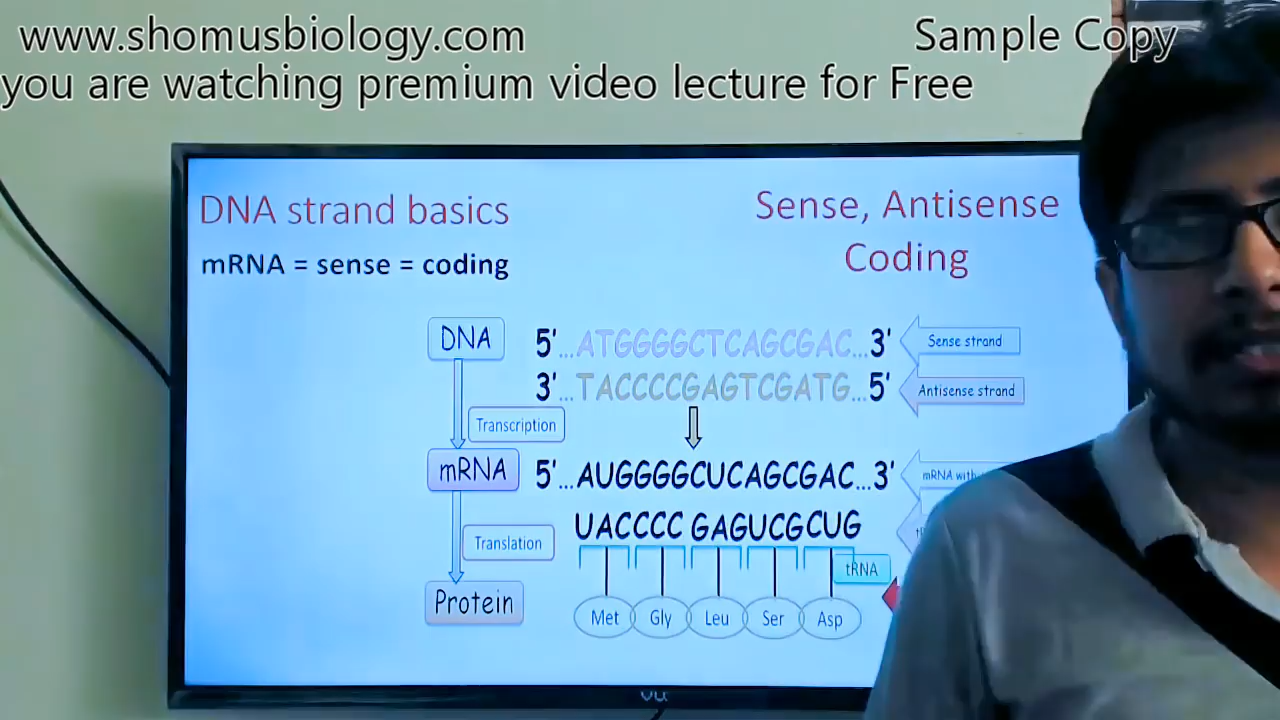 www.shomusbiology.com
Sample Copy
you are watching premium video lecture for Free
DNA strand basics
Sense, Antisense
Coding
mRNA = sense = coding
DNA
5' ...ATGGGGCTCAGCGAC... 3'
Sense strand
3' ...TACCCCGAGTCGATG... 5'
Antisense strand
Transcription
mRNA
5' ...AUGGGGCUCAGCGAC...3'
mRNA
UACCCC GAGUCGCUG
Translation
tRNA
Protein
Met Gly Leu Ser Asp
VU